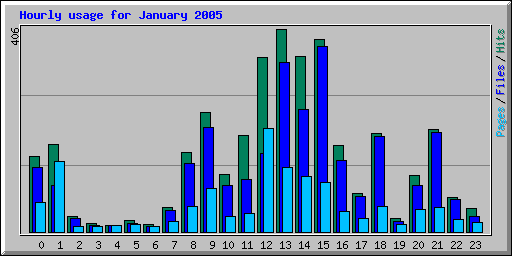 Hourly usage for January 2005
406
Pages / Files / Hits
0 1 2 3 4 5 6 7 8 9 10 11 12 13 14 15 16 17 18 19 20 21 22 23